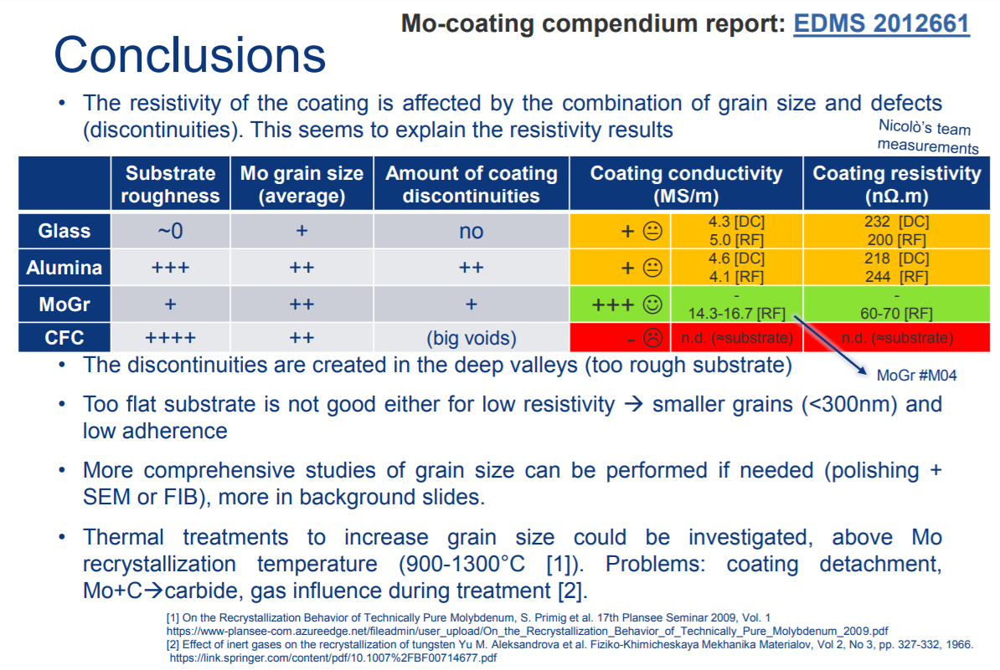 Mo-coating compendium report: EDMS 2012661
Conclusions
• The resistivity of the coating is affected by the combination of grain size and defects
(discontinuities). This seems to explain the resistivity results
Nicolò's team
measurements
Substrate roughness | Mo grain size (average) | Amount of coating discontinuities | Coating conductivity (MS/m) | Coating resistivity (nΩ.m)
Glass ~0 + no + 😐 4.3 [DC] 232 [DC]
5.0 [RF] 200 [RF]
Alumina +++ ++ ++ + 😐 4.6 [DC] 218 [DC]
4.1 [RF] 244 [RF]
MoGr + ++ + +++ ☺ - -
14.3-16.7 [RF] 60-70 [RF]
CFC ++++ ++ (big voids) - ☹ n.d. (≈substrate) n.d. (≈substrate)
• The discontinuities are created in the deep valleys (too rough substrate)
MoGr #M04
• Too flat substrate is not good either for low resistivity → smaller grains (<300nm) and
low adherence
• More comprehensive studies of grain size can be performed if needed (polishing +
SEM or FIB), more in background slides.
• Thermal treatments to increase grain size could be investigated, above Mo
recrystallization temperature (900-1300°C [1]). Problems: coating detachment,
Mo+C→carbide, gas influence during treatment [2].
[1] On the Recrystallization Behavior of Technically Pure Molybdenum, S. Primig et al. 17th Plansee Seminar 2009, Vol. 1
https://www-plansee-com.azureedge.net/fileadmin/user_upload/On_the_Recrystallization_Behavior_of_Technically_Pure_Molybdenum_2009.pdf
[2] Effect of inert gases on the recrystallization of tungsten Yu M. Aleksandrova et al. Fiziko-Khimicheskaya Mekhanika Materialov, Vol 2, No 3, pp. 327-332, 1966.
https://link.springer.com/content/pdf/10.1007%2FBF00714677.pdf